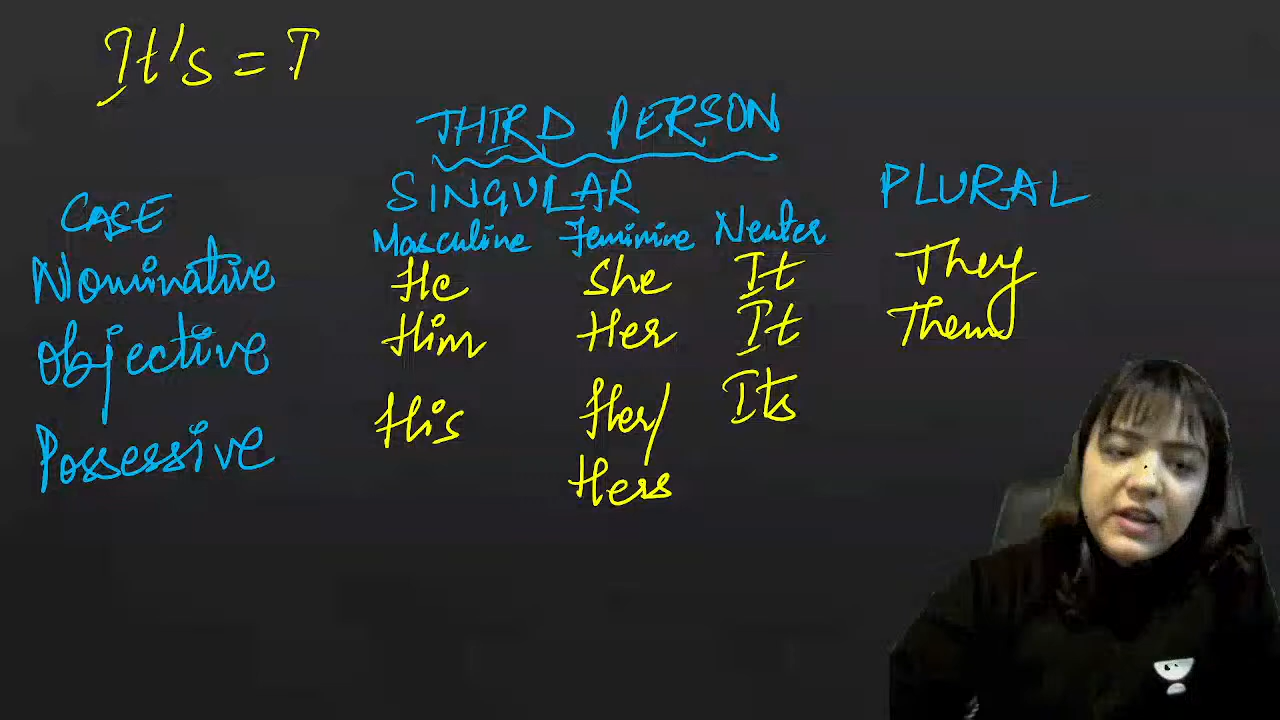 It's = I
THIRD PERSON
CASE SINGULAR PLURAL
Masculine Feminine Neuter
Nominative He She It They
Objective Him Her It Them
Possessive His Her/ Its
Hers